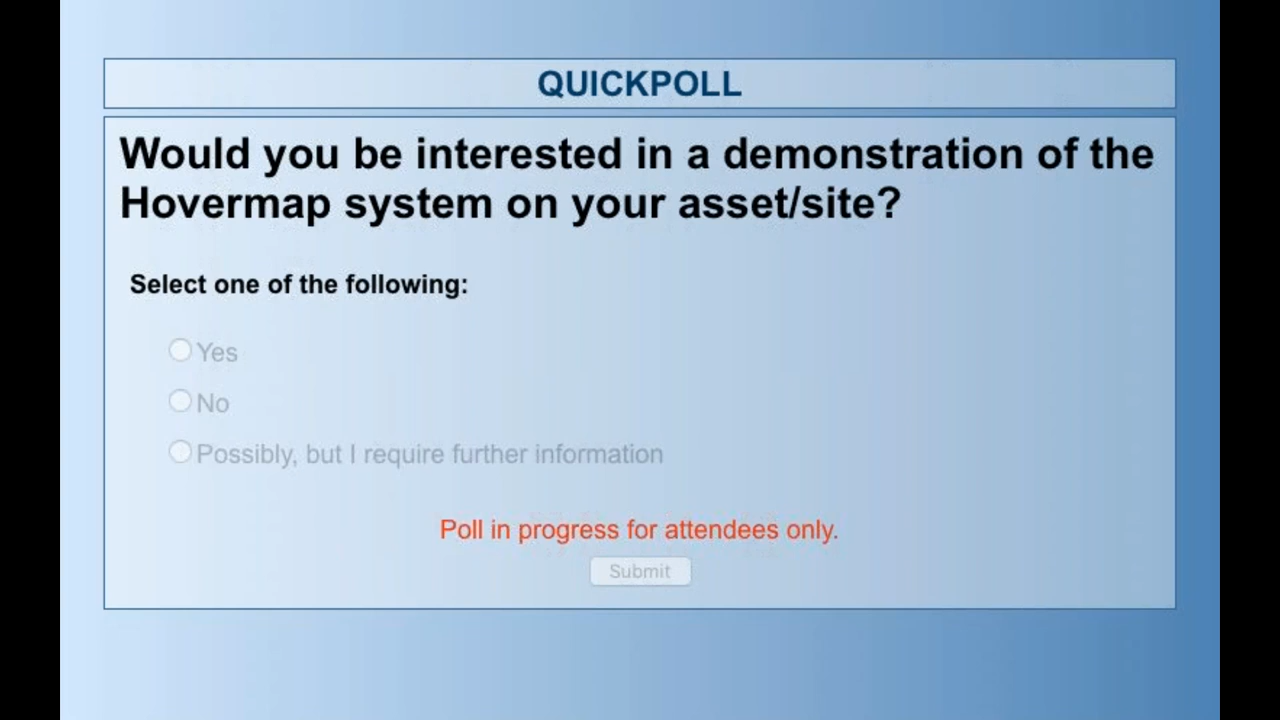 QUICKPOLL
Would you be interested in a demonstration of the
Hovermap system on your asset/site?
Select one of the following:
Yes
No
Possibly, but I require further information
Poll in progress for attendees only.
Submit